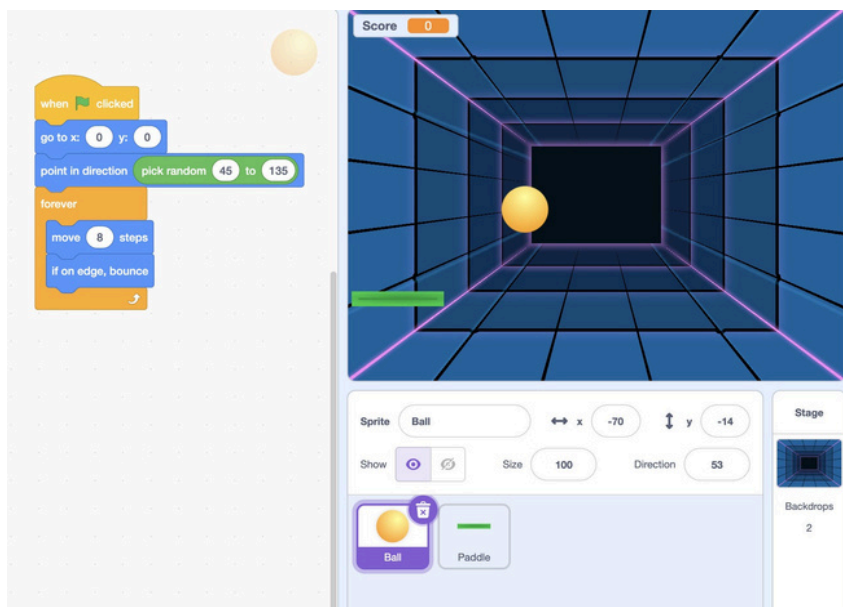 when clicked
go to x: 0 y: 0
point in direction pick random 45 to 135
forever
move 8 steps
if on edge, bounce
Score 0
Sprite Ball x -70 y -14
Show Size 100 Direction 53
Ball
Paddle
Stage
Backdrops
2